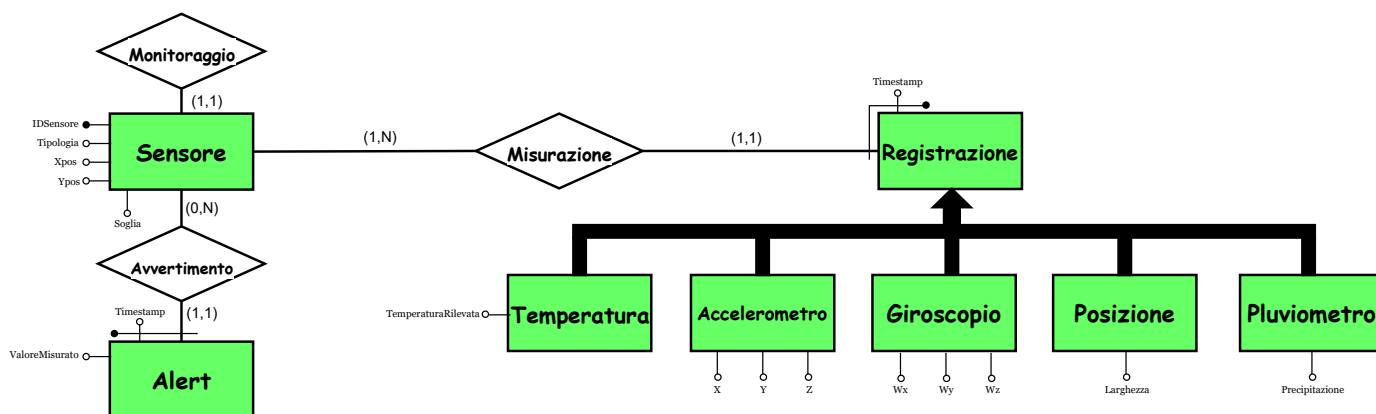 Monitoraggio
(1,1)
IDSensore
Tipologia
Xpos
Ypos
Sensore
Soglia
(1,N)
Misurazione
(1,1)
Timestamp
Registrazione
(0,N)
Avvertimento
(1,1)
Timestamp
ValoreMisurato
Alert
TemperaturaRilevata
Temperatura
Accelerometro
Giroscopio
Posizione
Pluviometro
X
Y
Z
Wx
Wy
Wz
Larghezza
Precipitazione